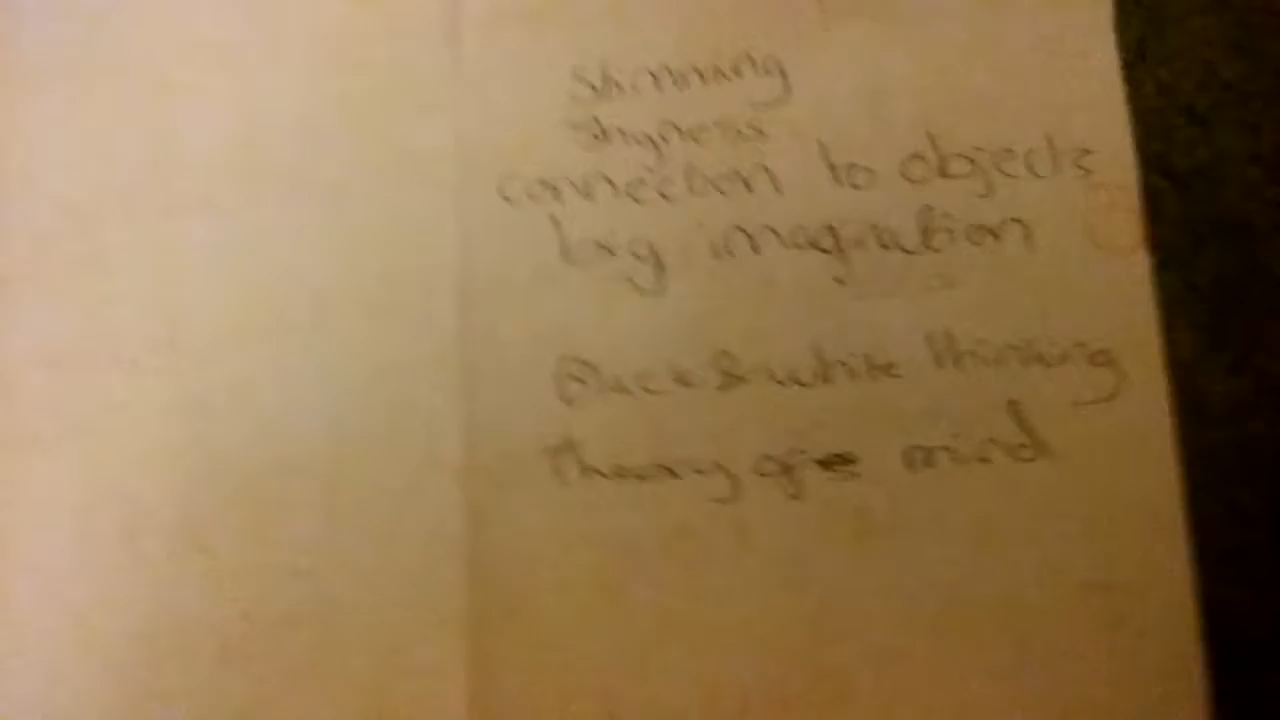 Stimming
shyness
connection to objects
big imagination
Black & white thinking
theory of mind